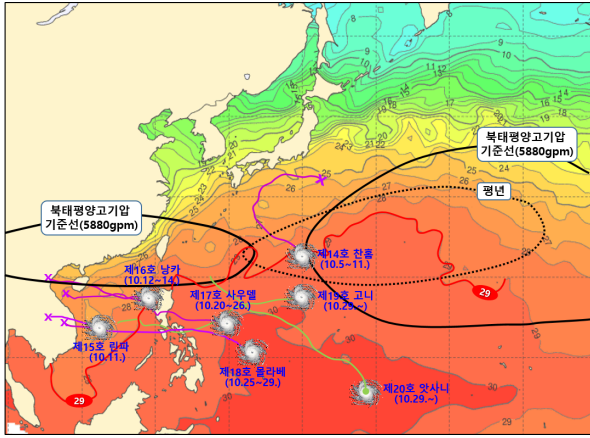 북태평양고기압
기준선(5880gpm)
평년
북태평양고기압
기준선(5880gpm)
제14호 찬홈
(10.5~11.)
제16호 낭카
(10.12~14.)
제17호 사우델
(10.20~26.)
제19호 고니
(10.29.~)
제15호 린파
(10.11.)
제18호 몰라베
(10.25~29.)
제20호 앗사니
(10.29.~)
29
29